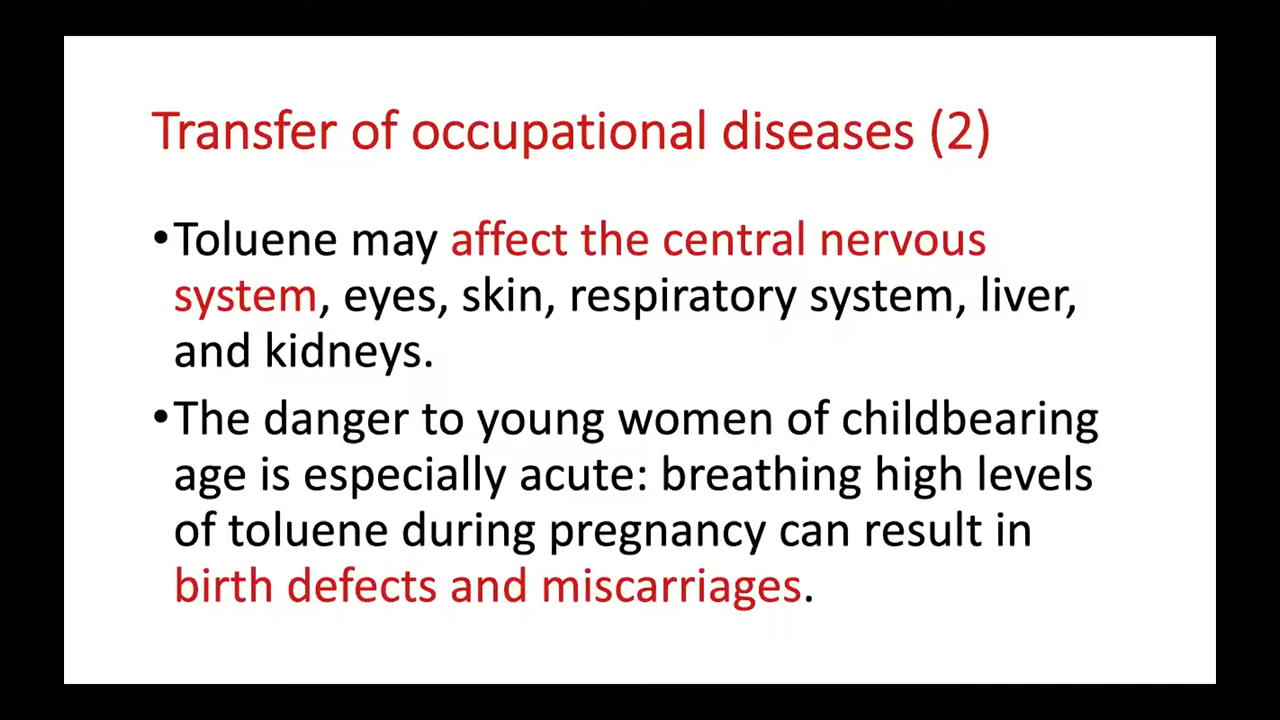 Transfer of occupational diseases (2)
•Toluene may affect the central nervous
system, eyes, skin, respiratory system, liver,
and kidneys.
•The danger to young women of childbearing
age is especially acute: breathing high levels
of toluene during pregnancy can result in
birth defects and miscarriages.